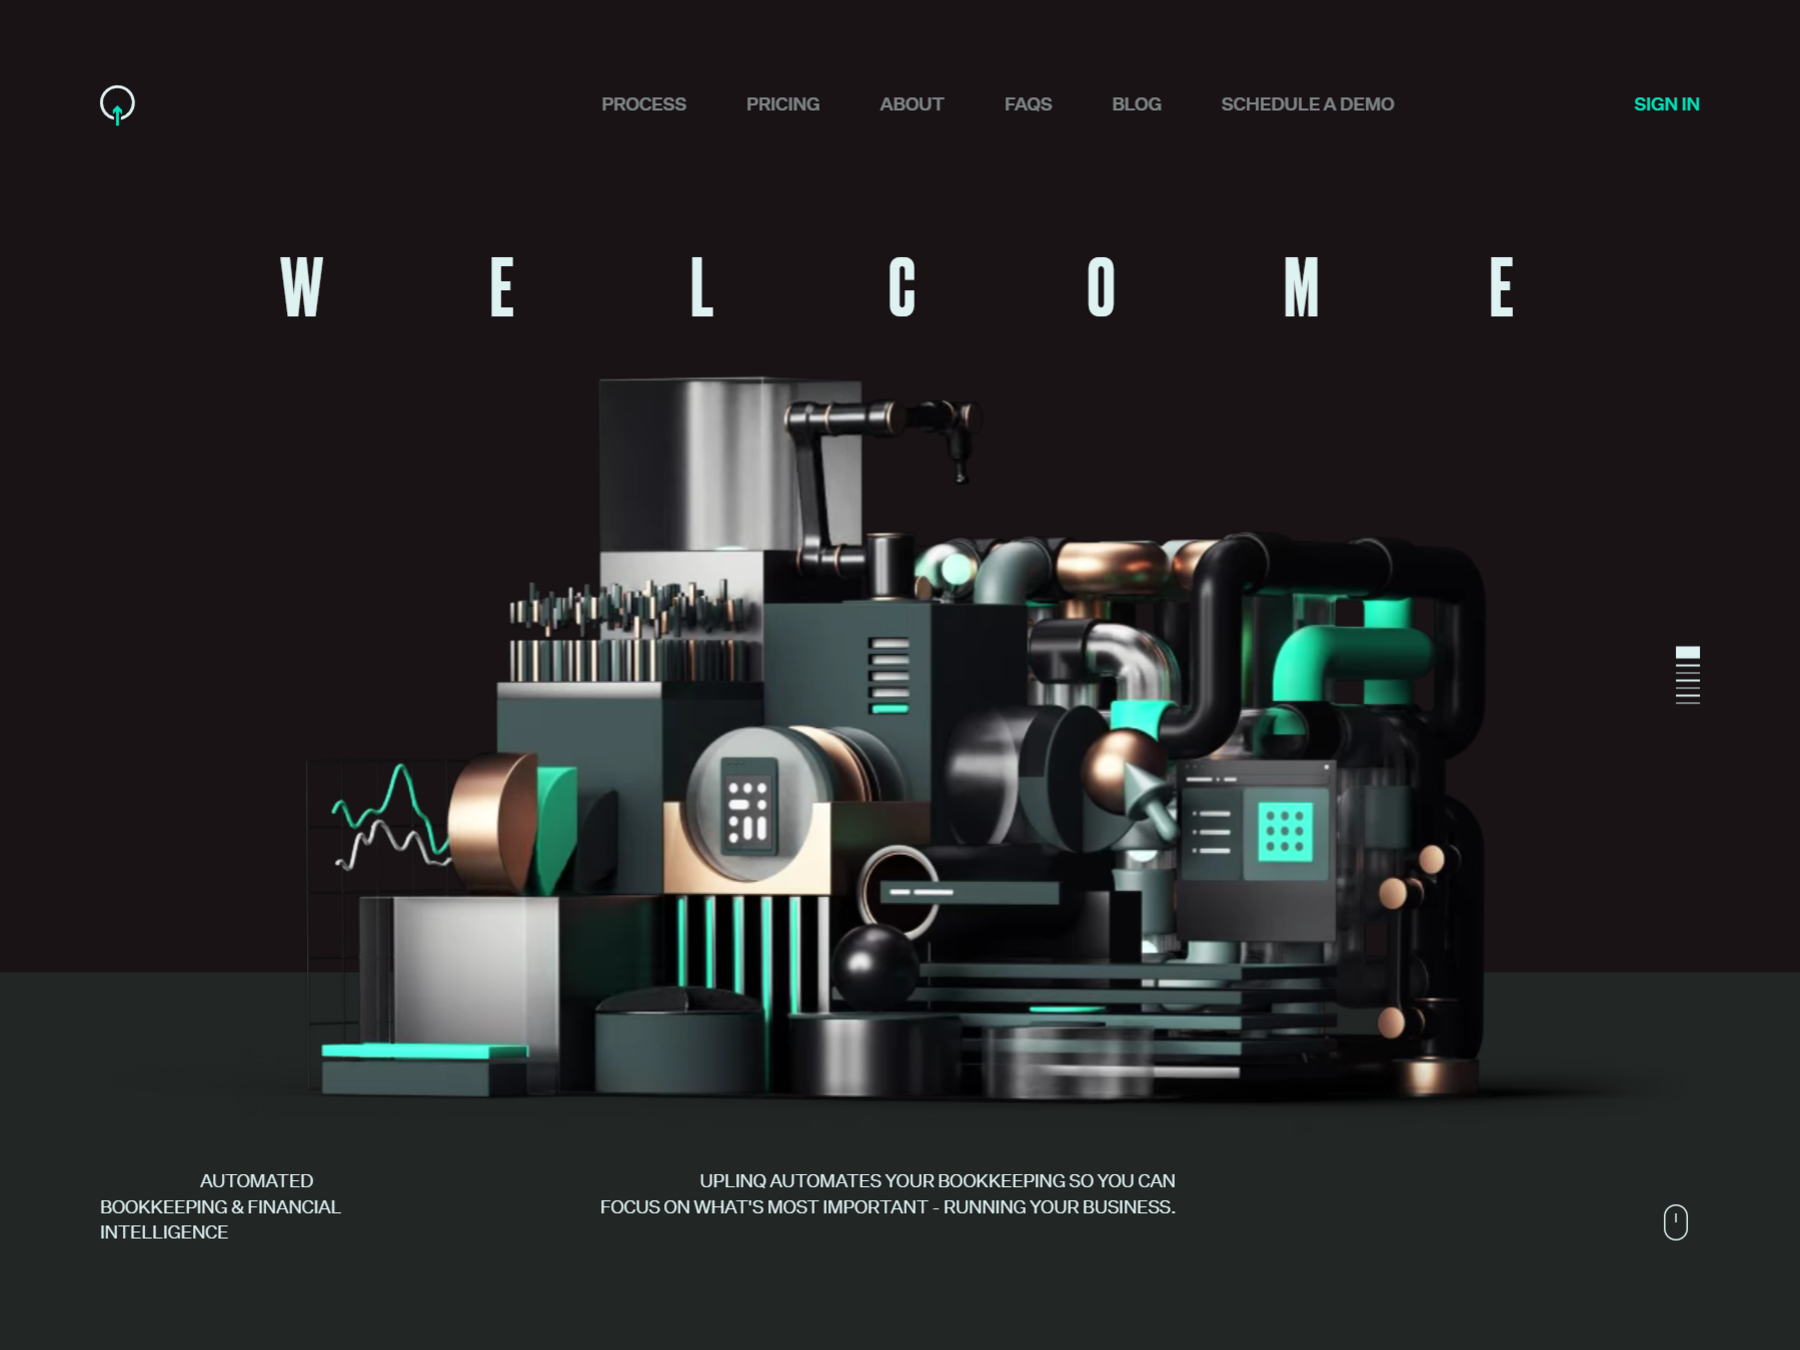 PROCESS PRICING ABOUT FAQS BLOG SCHEDULE A DEMO SIGN IN
WELCOME
AUTOMATED
BOOKKEEPING & FINANCIAL
INTELLIGENCE
UPLINQ AUTOMATES YOUR BOOKKEEPING SO YOU CAN
FOCUS ON WHAT'S MOST IMPORTANT - RUNNING YOUR BUSINESS.